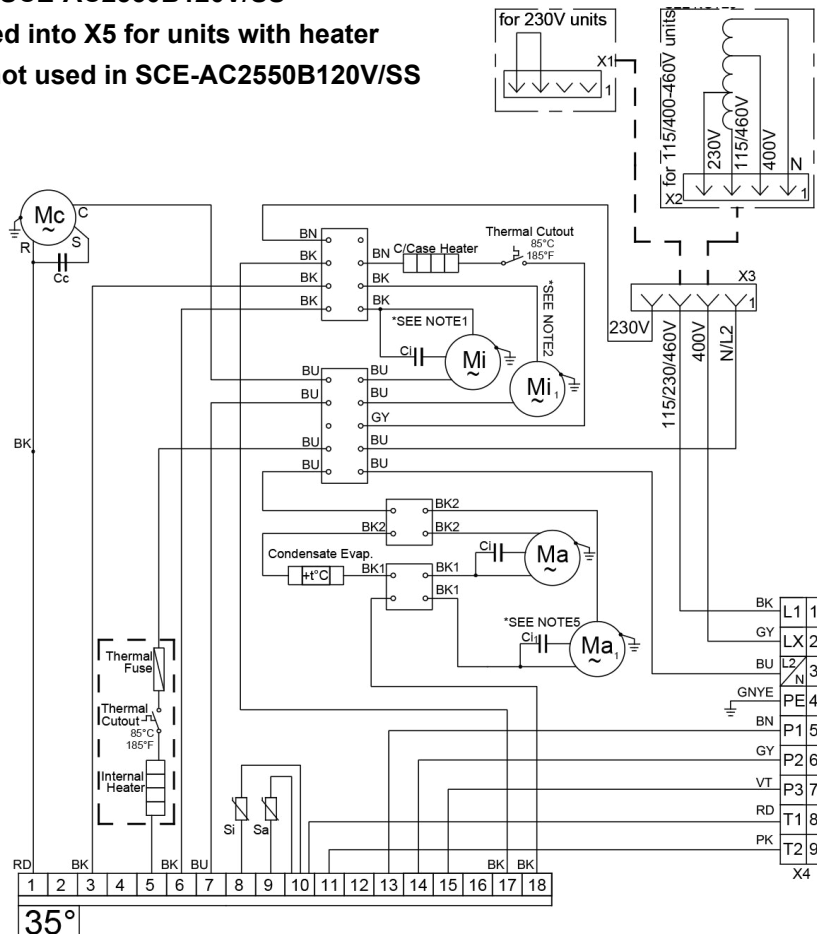 ed into X5 for units with heater
not used in SCE-AC2550B120V/SS
for 230V units
X1
1
for 115/400-460V units
230V
115/460V
400V
N
X2
1
X3
1
230V
115/230/460V
400V
N/L2
Mc
~
C
R
S
Cc
BN
BK
BK
BK
BN
C/Case Heater
Thermal Cutout
85°C
185°F
BK
BK
*SEE NOTE1
*SEE NOTE2
Ci
Mi
~
Mi1
~
BU
BU
BU
BU
BU
BU
GY
BU
BU
BK
BK2
BK2
BK2
Condensate Evap.
+t°C
BK1
BK1
BK1
Ci
Ma
~
*SEE NOTE5
Ci1
Ma1
~
Thermal
Fuse
Thermal
Cutout
85°C
185°F
Internal
Heater
Si
Sa
BK L1 1
GY LX 2
BU L2/N 3
GNYE PE 4
BN P1 5
GY P2 6
VT P3 7
RD T1 8
PK T2 9
X4
RD BK BK BU BK BK
1 2 3 4 5 6 7 8 9 10 11 12 13 14 15 16 17 18
35°